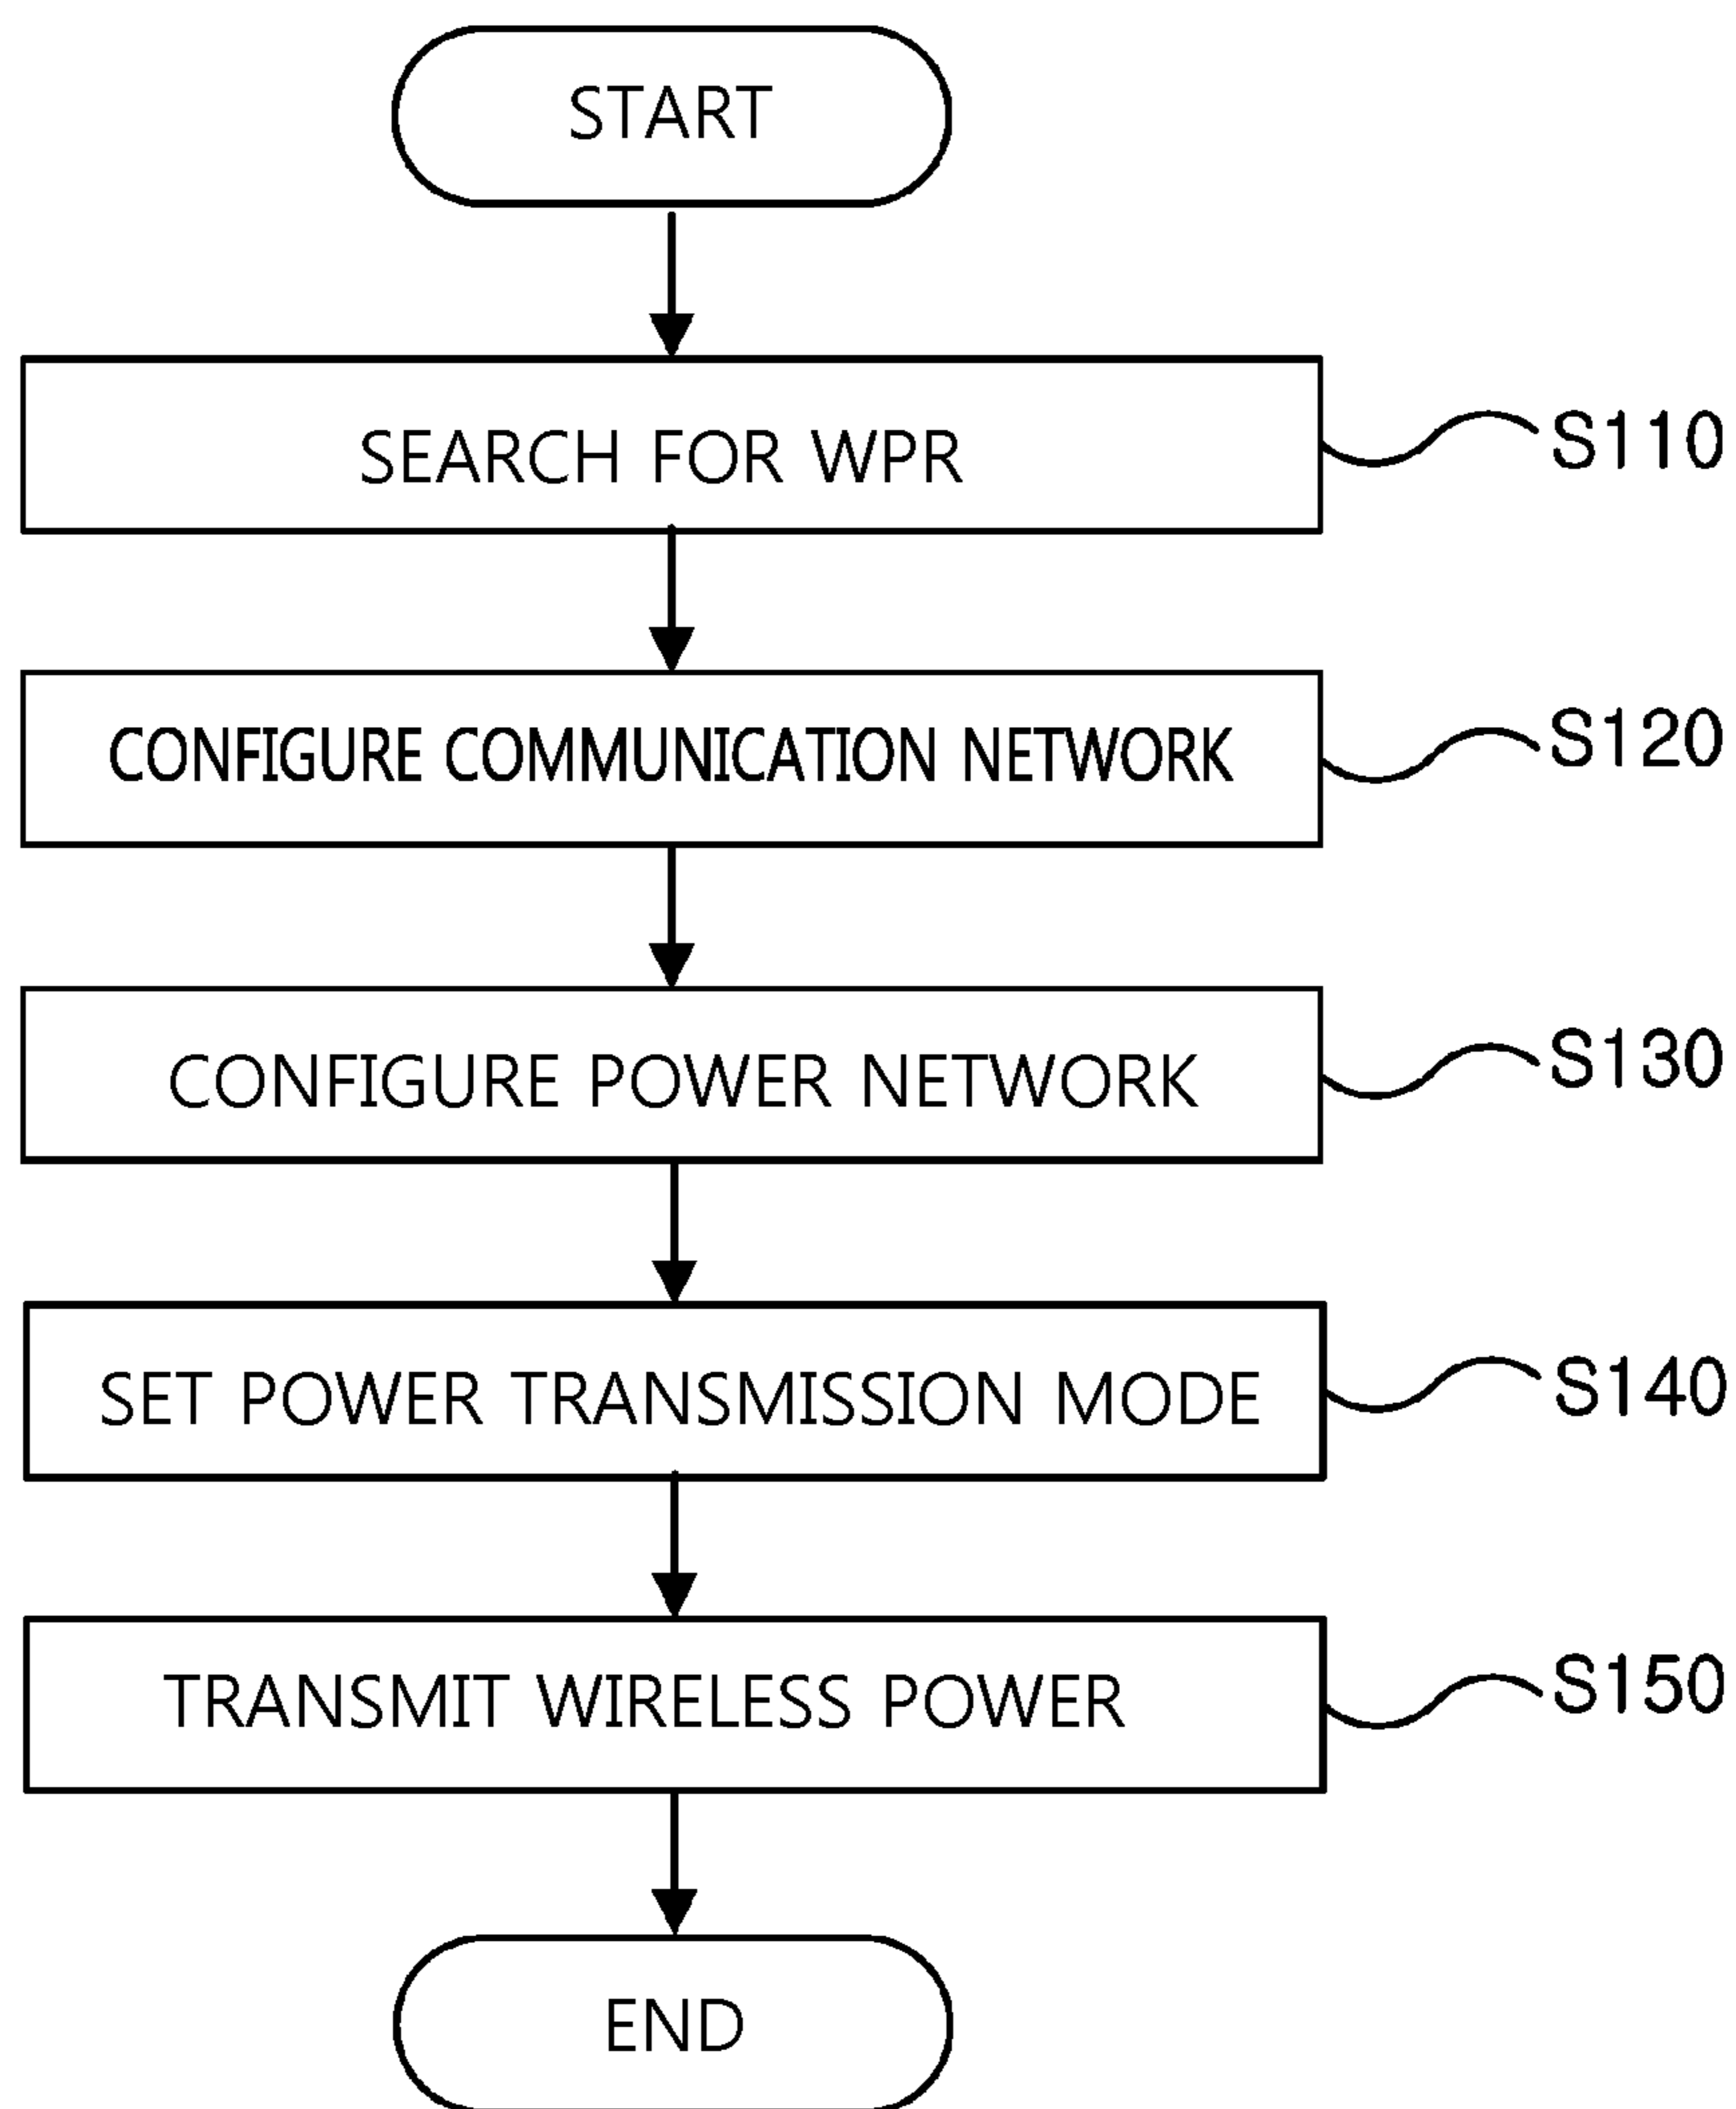 START
SEARCH FOR WPR
S110
CONFIGURE COMMUNICATION NETWORK
S120
CONFIGURE POWER NETWORK
S130
SET POWER TRANSMISSION MODE
S140
TRANSMIT WIRELESS POWER
S150
END